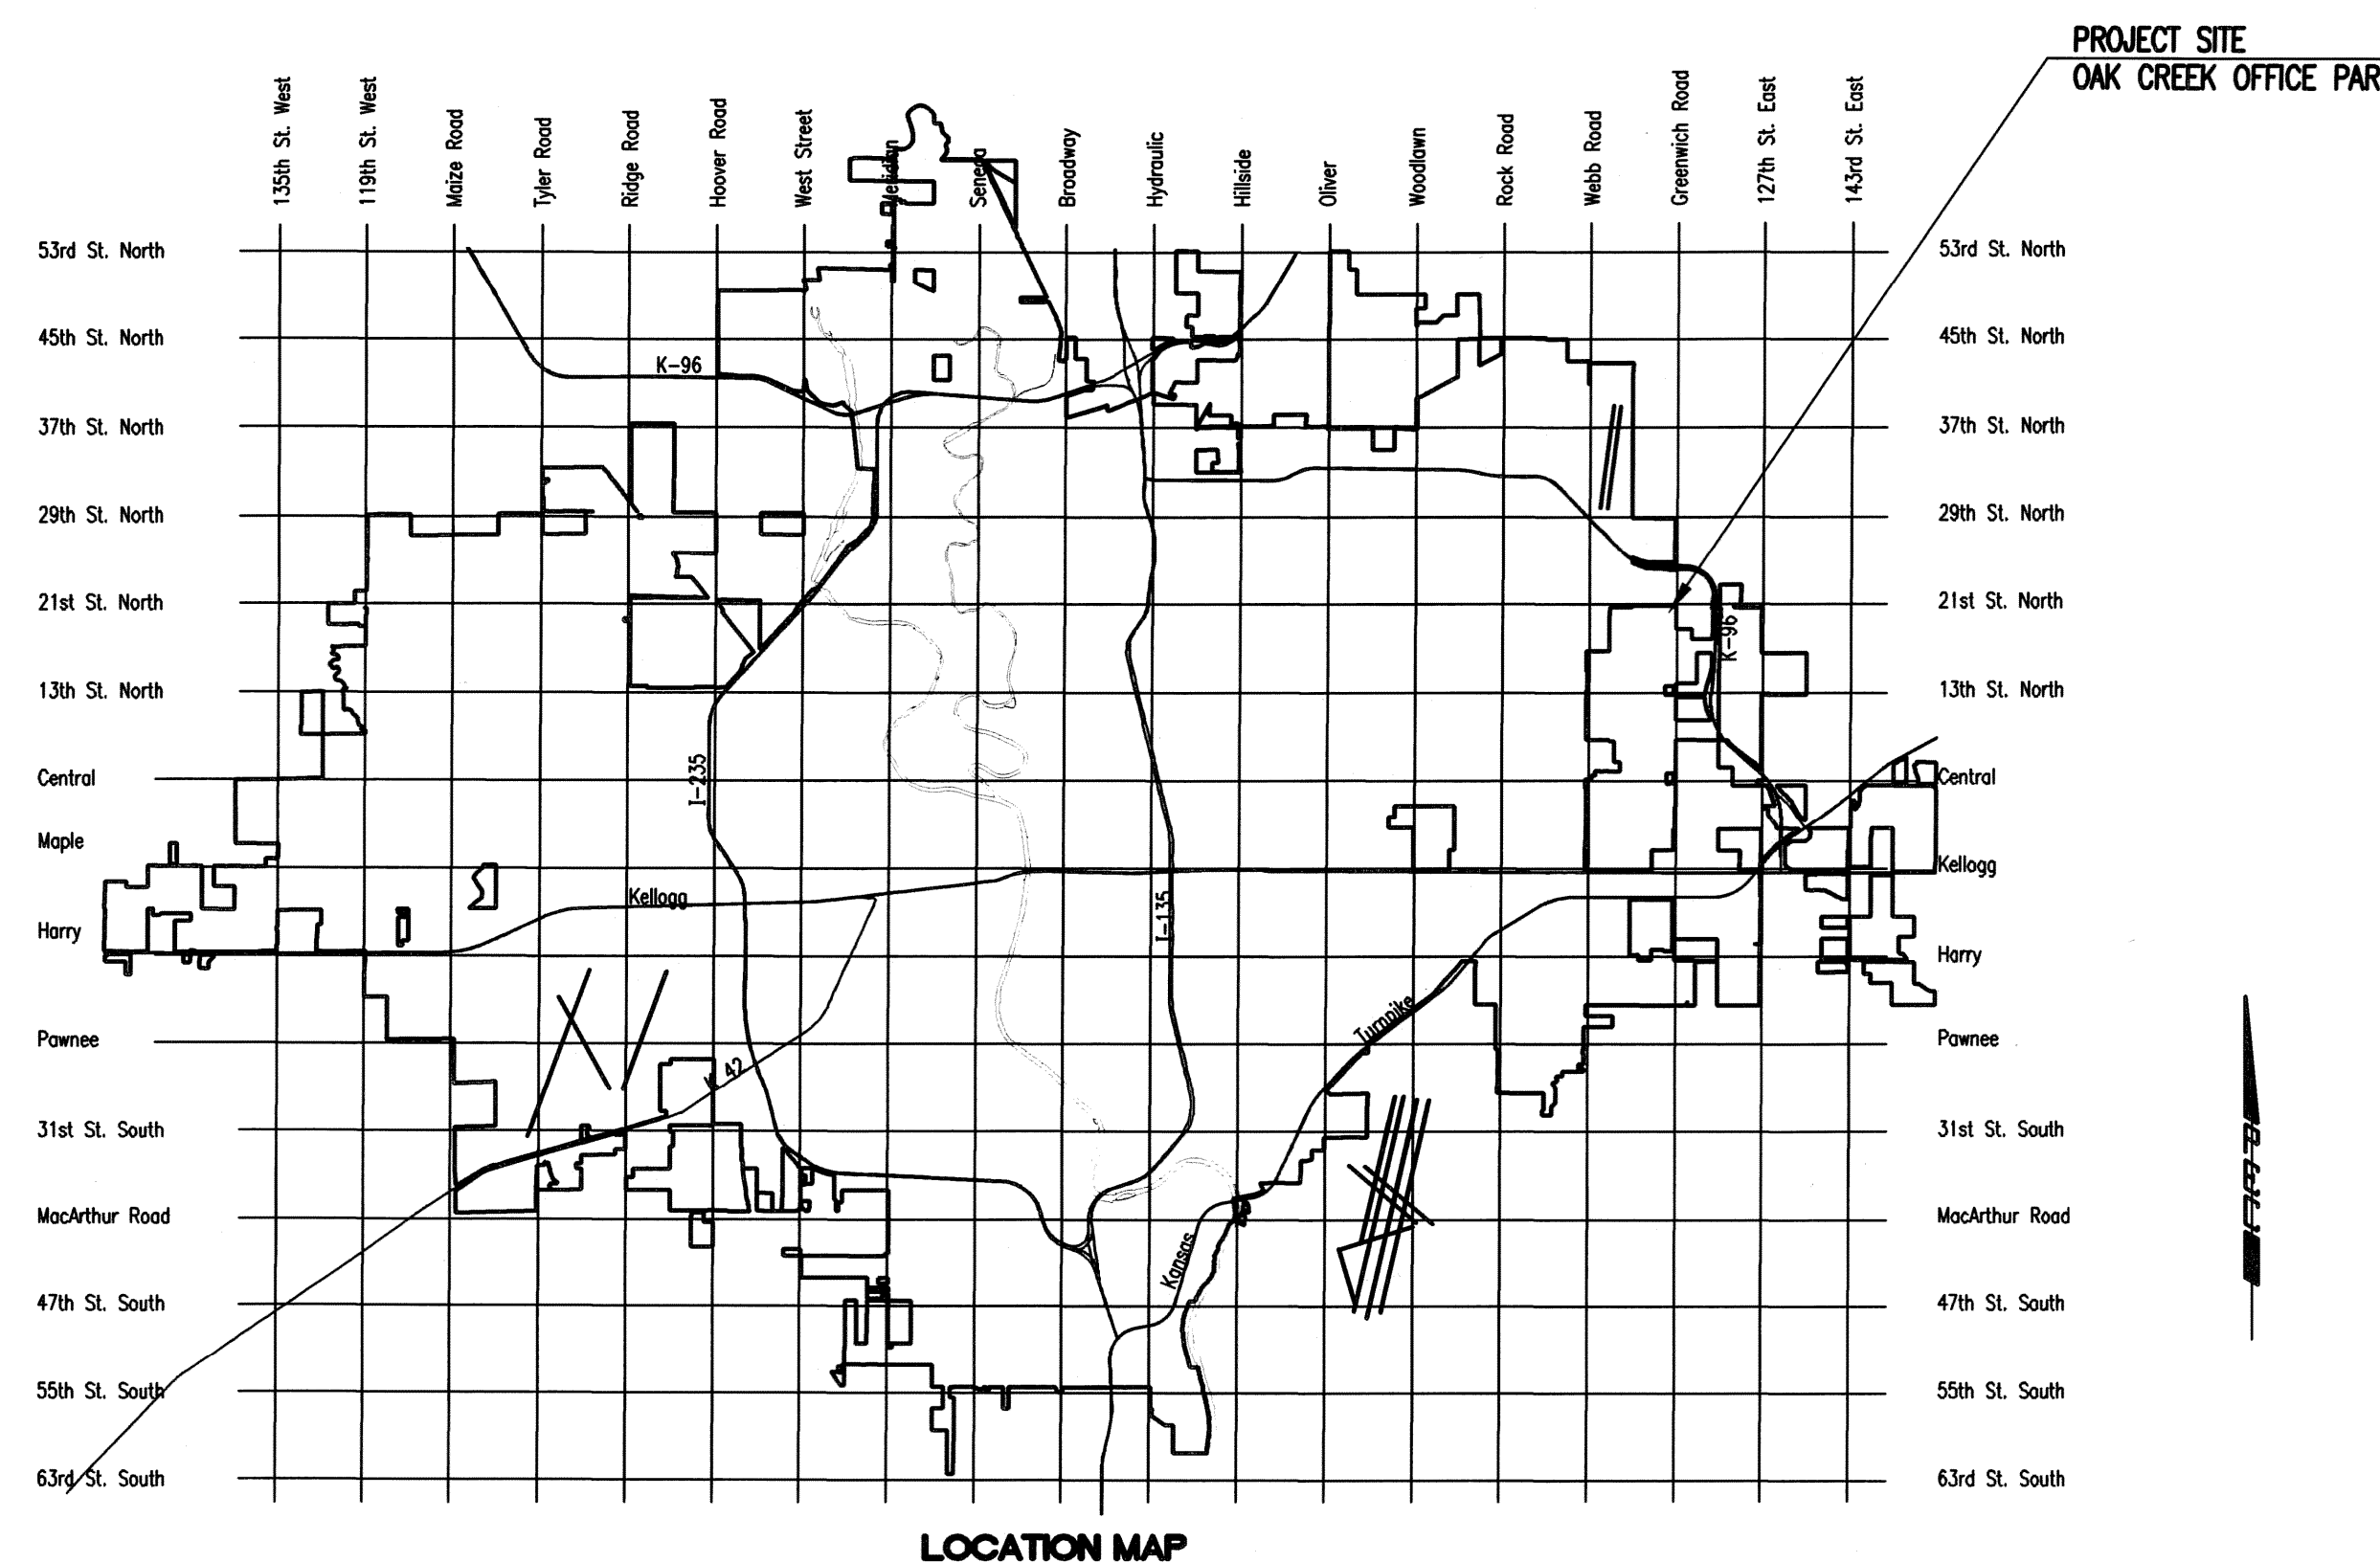 PROJECT SITE
OAK CREEK OFFICE PAR
135th St. West
119th St. West
Maize Road
Tyler Road
Ridge Road
Hoover Road
West Street
Meridian
Seneca
Broadway
Hydraulic
Hillside
Oliver
Woodlawn
Rock Road
Webb Road
Greenwich Road
127th St. East
143rd St. East
53rd St. North
53rd St. North
45th St. North
45th St. North
K-96
37th St. North
37th St. North
29th St. North
29th St. North
21st St. North
21st St. North
K-96
13th St. North
13th St. North
I-235
Central
Central
Maple
Kellogg
Kellogg
I-135
Harry
Harry
Turnpike
Pawnee
Pawnee
K 42
31st St. South
31st St. South
MacArthur Road
MacArthur Road
Kansas
47th St. South
47th St. South
55th St. South
55th St. South
63rd St. South
63rd St. South
LOCATION MAP